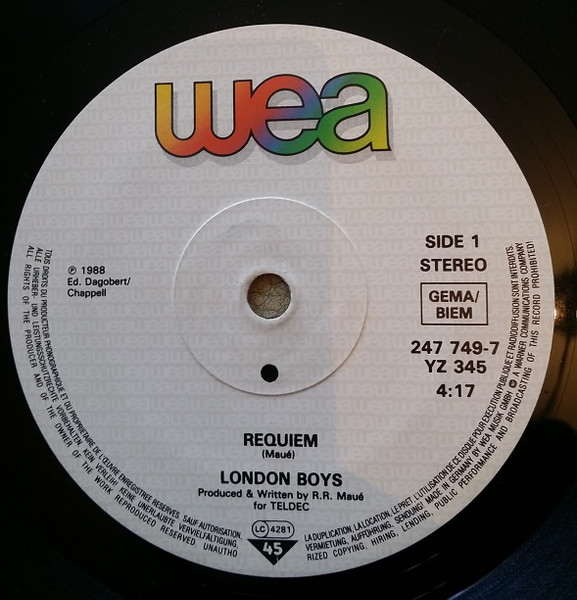 wea
SIDE 1
STEREO
GEMA/
BIEM
℗ 1988
Ed. Dagobert/
Chappell
247 749-7
YZ 345
4:17
REQUIEM
(Maué)
LONDON BOYS
Produced & Written by R.R. Maué
for TELDEC
LC 4281
45
TOUS DROITS DU PRODUCTEUR PHONOGRAPHIQUE ET DU PROPRIETAIRE DE L'ŒUVRE ENREGISTREE RESERVES. SAUF AUTORISATION, LA DUPLICATION, LA LOCATION, LE PRET, L'UTILISATION DE CE DISQUE POUR EXECUTION PUBLIQUE ET RADIODIFFUSION SONT INTERDITS.
ALLE URHEBER- UND LEISTUNGSSCHUTZRECHTE VORBEHALTEN. KEIN VERLEIH! KEINE UNERLAUBTE VERVIELFÄLTIGUNG, VERMIETUNG, AUFFÜHRUNG, SENDUNG! MADE IN GERMANY BY WEA MUSIK GMBH A WARNER COMMUNICATIONS COMPANY
ALL RIGHTS OF THE PRODUCER AND OF THE OWNER OF THE WORK REPRODUCED RESERVED. UNAUTHORIZED COPYING, HIRING, LENDING, PUBLIC PERFORMANCE AND BROADCASTING OF THIS RECORD PROHIBITED!